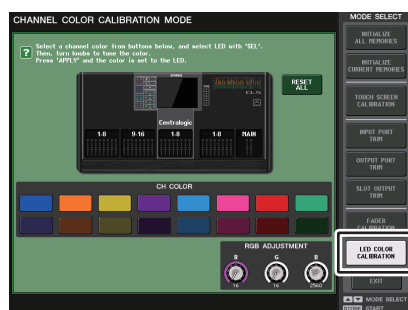 CHANNEL COLOR CALIBRATION MODE
Select a channel color from buttons below, and select LED with "SEL".
Then, turn knobs to tune the color.
Press 'APPLY' and the color is set to the LED.
RESET
ALL
Centralogic
1-8
9-16
1-8
1-8
MAIN
CH COLOR
RGB ADJUSTMENT
R
G
B
16
16
2560
MODE SELECT
INITIALIZE
ALL MEMORIES
INITIALIZE
CURRENT MEMORIES
TOUCH SCREEN
CALIBRATION
INPUT PORT
TRIM
OUTPUT PORT
TRIM
SLOT OUTPUT
TRIM
FADER
CALIBRATION
LED COLOR
CALIBRATION
EXIT
MODE SELECT
START